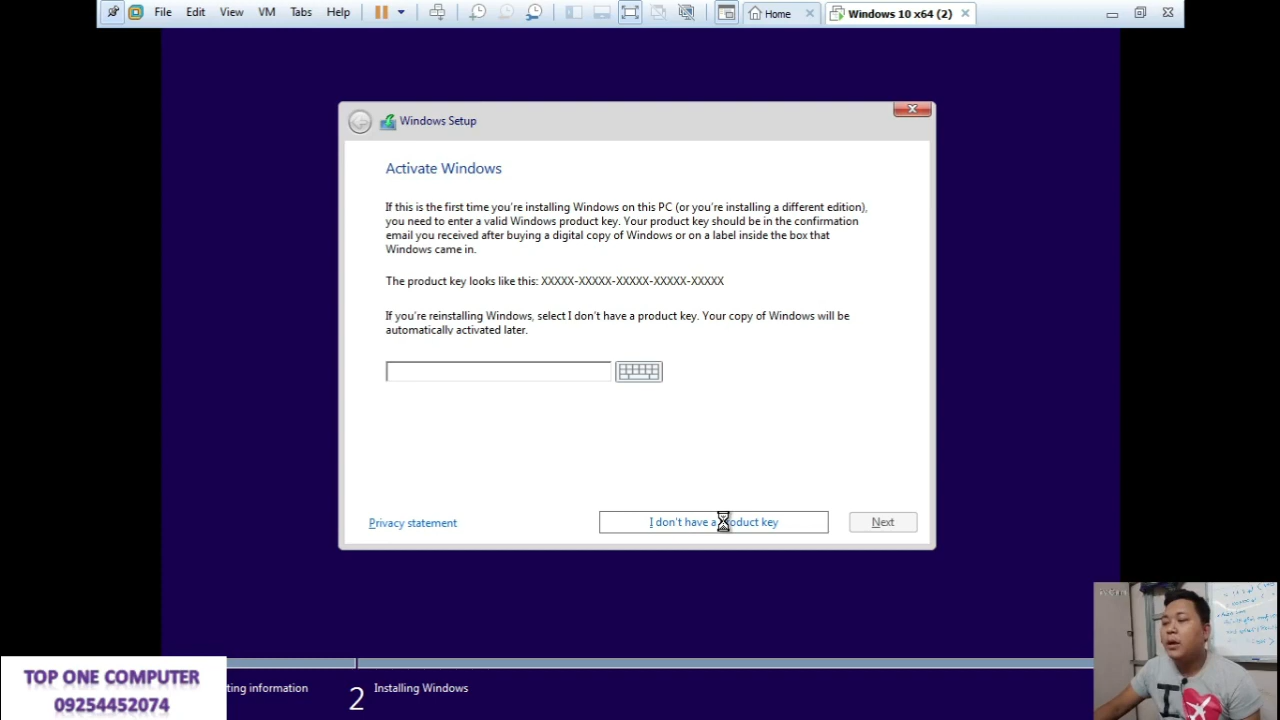 File Edit View VM Tabs Help Home Windows 10 x64 (2)
Windows Setup
Activate Windows
If this is the first time you're installing Windows on this PC (or you're installing a different edition),
you need to enter a valid Windows product key. Your product key should be in the confirmation
email you received after buying a digital copy of Windows or on a label inside the box that
Windows came in.
The product key looks like this: XXXXX-XXXXX-XXXXX-XXXXX-XXXXX
If you're reinstalling Windows, select I don't have a product key. Your copy of Windows will be
automatically activated later.
Privacy statement
I don't have a product key
Next
TOP ONE COMPUTER
09254452074
ting information
2 Installing Windows
I